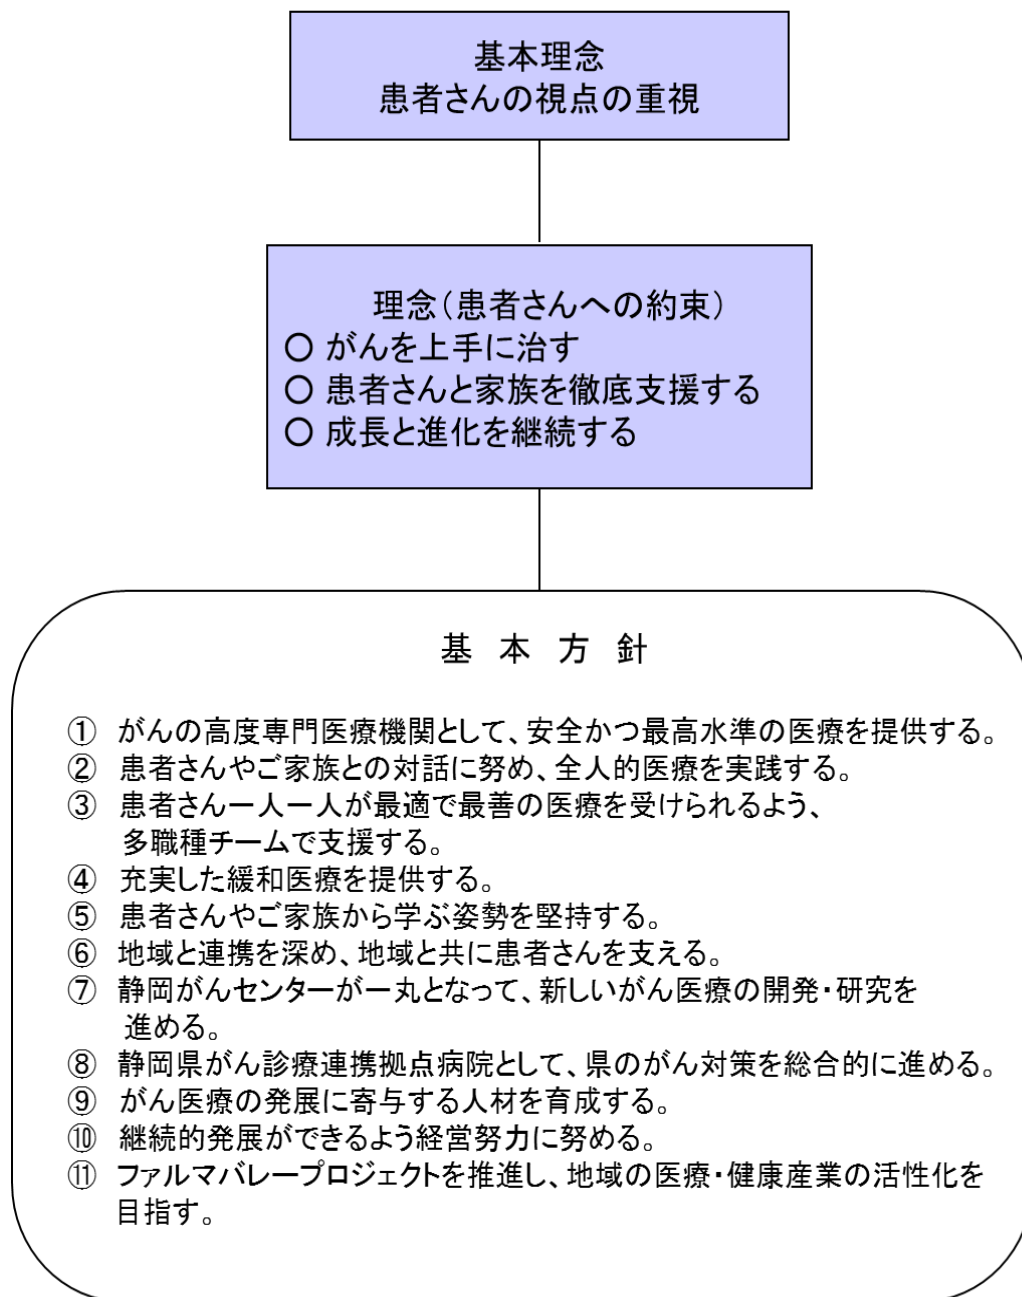 基本理念
患者さんの視点の重視
理念（患者さんへの約束）
○ がんを上手に治す
○ 患者さんと家族を徹底支援する
○ 成長と進化を継続する
基 本 方 針
① がんの高度専門医療機関として、安全かつ最高水準の医療を提供する。
② 患者さんやご家族との対話に努め、全人的医療を実践する。
③ 患者さん一人一人が最適で最善の医療を受けられるよう、
多職種チームで支援する。
④ 充実した緩和医療を提供する。
⑤ 患者さんやご家族から学ぶ姿勢を堅持する。
⑥ 地域と連携を深め、地域と共に患者さんを支える。
⑦ 静岡がんセンターが一丸となって、新しいがん医療の開発・研究を
進める。
⑧ 静岡県がん診療連携拠点病院として、県のがん対策を総合的に進める。
⑨ がん医療の発展に寄与する人材を育成する。
⑩ 継続的発展ができるよう経営努力に努める。
⑪ ファルマバレープロジェクトを推進し、地域の医療・健康産業の活性化を
目指す。